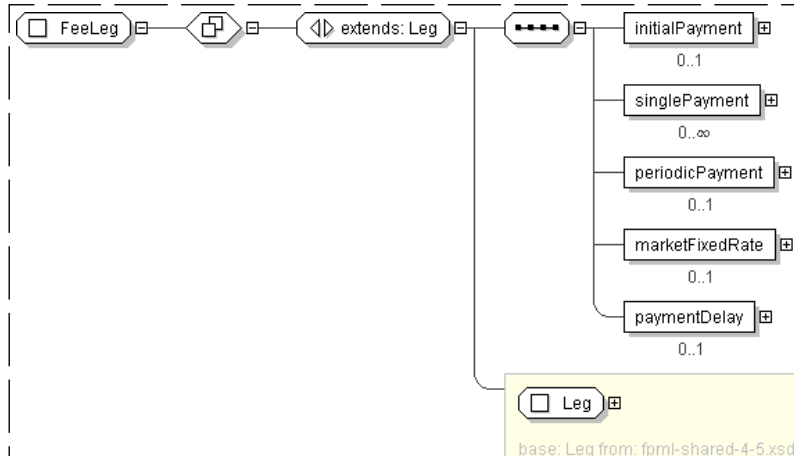 FeeLeg
extends: Leg
initialPayment
0..1
singlePayment
0..∞
periodicPayment
0..1
marketFixedRate
0..1
paymentDelay
0..1
Leg
base: Leg from: fpml-shared-4-5.xsd